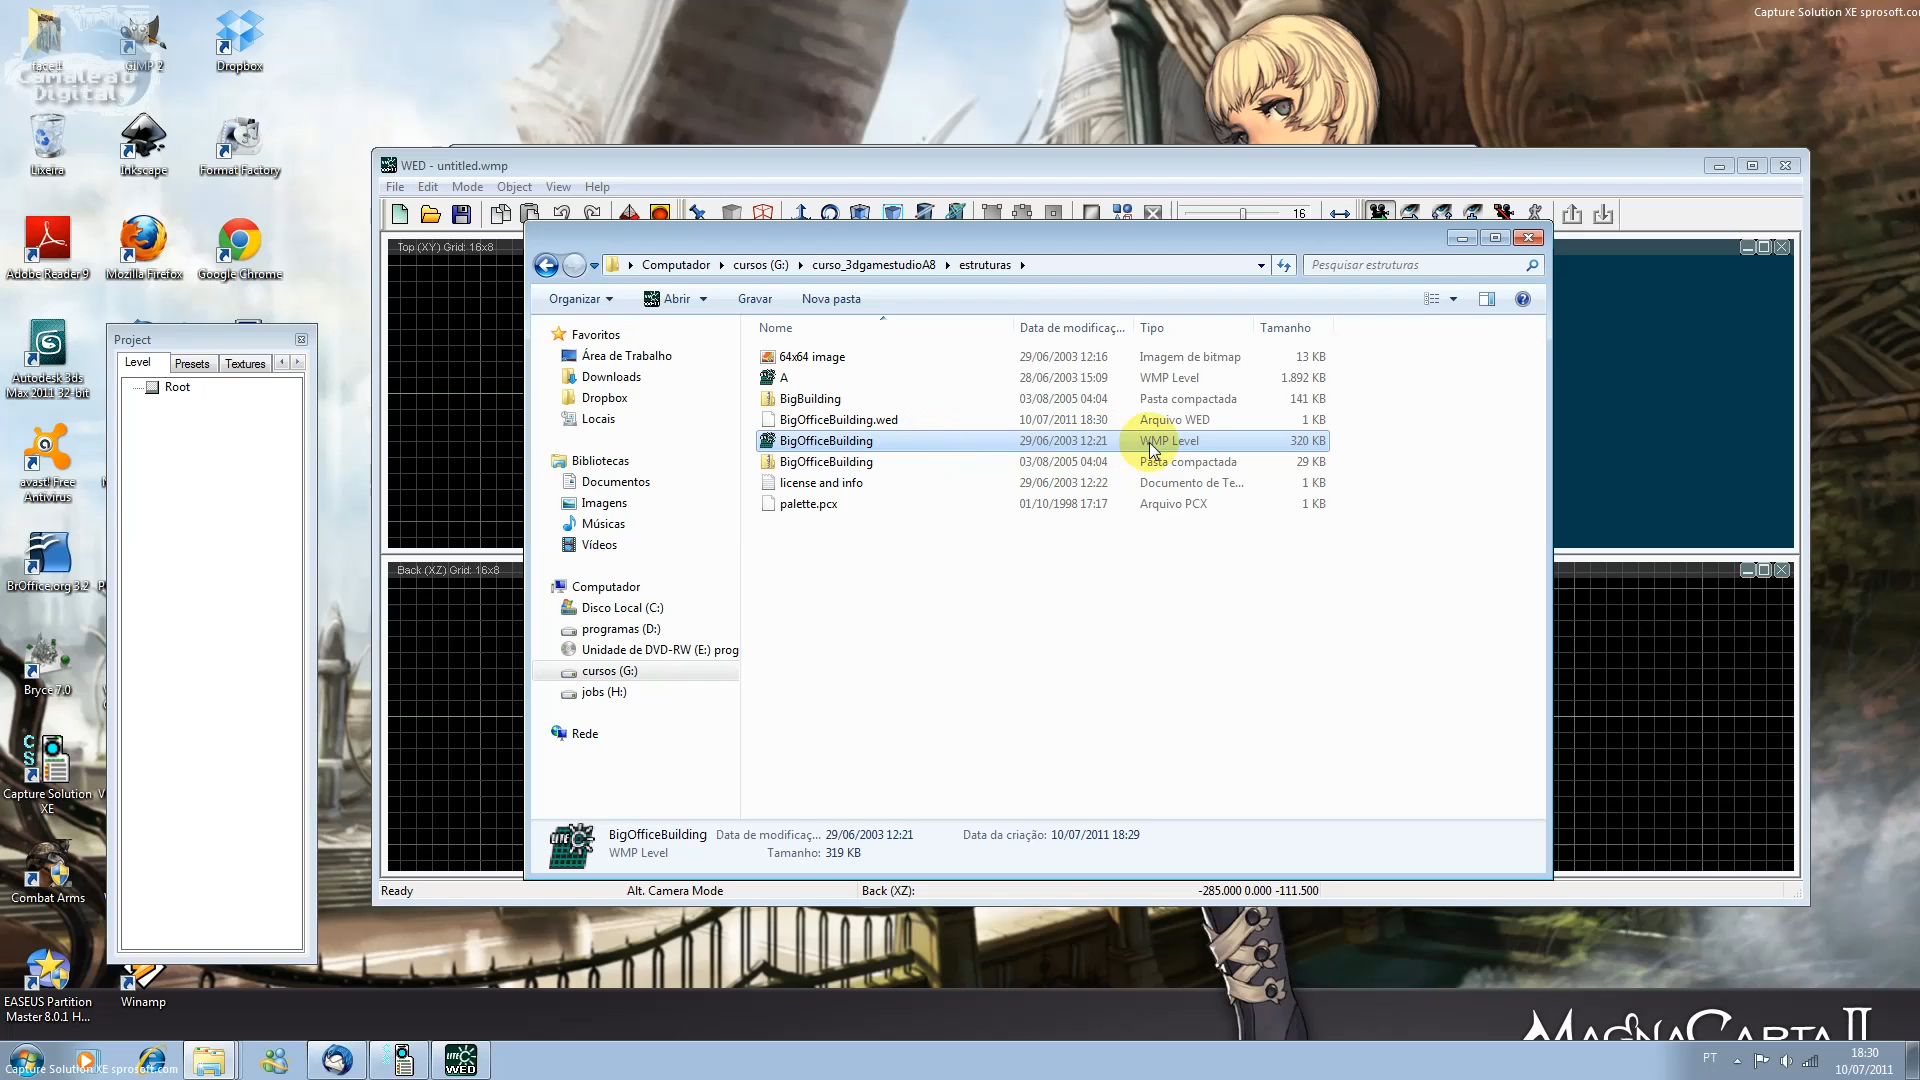 Capture Solution XE sprosoft.co
face1
GIMP 2
Dropbox
Camaleão
Digital
Lixeira
Inkscape
Format Factory
Adobe Reader 9
Mozilla Firefox
Google Chrome
Autodesk 3ds
Max 2011 32-bit
avast! Free
Antivirus
BrOffice.org 3.2
Bryce 7.0
Capture Solution
XE
Combat Arms
EASEUS Partition
Master 8.0.1 H...
Winamp
Project
Level
Presets
Textures
Root
WED - untitled.wmp
File
Edit
Mode
Object
View
Help
16
Top (XY) Grid: 16x8
Back (XZ) Grid: 16x8
Computador
cursos (G:)
curso_3dgamestudioA8
estruturas
Pesquisar estruturas
Organizar
Abrir
Gravar
Nova pasta
Favoritos
Área de Trabalho
Downloads
Dropbox
Locais
Bibliotecas
Documentos
Imagens
Músicas
Vídeos
Computador
Disco Local (C:)
programas (D:)
Unidade de DVD-RW (E:) prog
cursos (G:)
jobs (H:)
Rede
Nome Data de modificaç... Tipo Tamanho
64x64 image 29/06/2003 12:16 Imagem de bitmap 13 KB
A 28/06/2003 15:09 WMP Level 1.892 KB
BigBuilding 03/08/2005 04:04 Pasta compactada 141 KB
BigOfficeBuilding.wed 10/07/2011 18:30 Arquivo WED 1 KB
BigOfficeBuilding 29/06/2003 12:21 WMP Level 320 KB
BigOfficeBuilding 03/08/2005 04:04 Pasta compactada 29 KB
license and info 29/06/2003 12:22 Documento de Te... 1 KB
palette.pcx 01/10/1998 17:17 Arquivo PCX 1 KB
LITE
BigOfficeBuilding Data de modificaç... 29/06/2003 12:21 Data da criação: 10/07/2011 18:29
WMP Level Tamanho: 319 KB
Ready
Alt. Camera Mode
Back (XZ):
-285.000 0.000 -111.500
MAGNACARTA II
Capture Solution XE sprosoft.com
LITE
WED
PT
18:30
10/07/2011